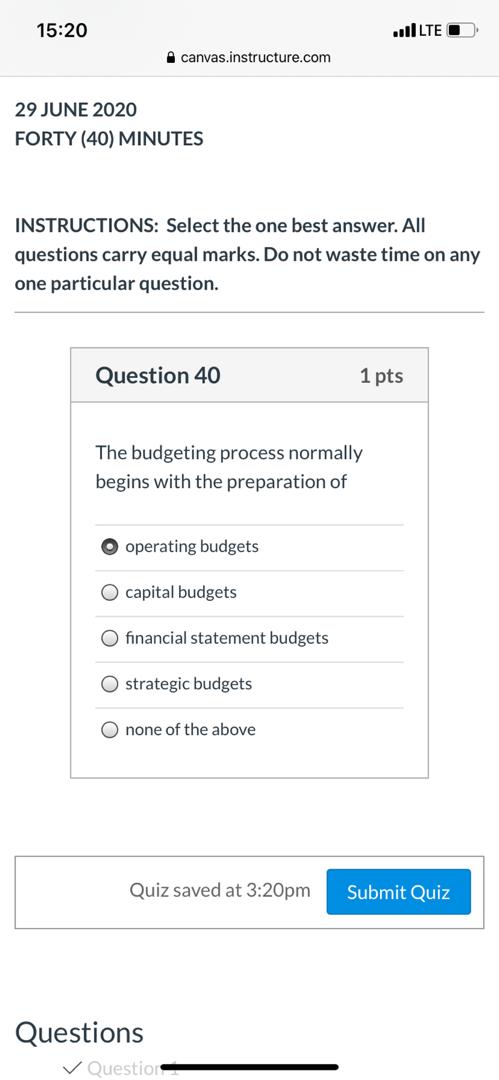 15:20
LTE
canvas.instructure.com
29 JUNE 2020
FORTY (40) MINUTES
INSTRUCTIONS: Select the one best answer. All
questions carry equal marks. Do not waste time on any
one particular question.
Question 40 1 pts
The budgeting process normally
begins with the preparation of
operating budgets
capital budgets
financial statement budgets
strategic budgets
none of the above
Quiz saved at 3:20pm Submit Quiz
Questions
Question 1